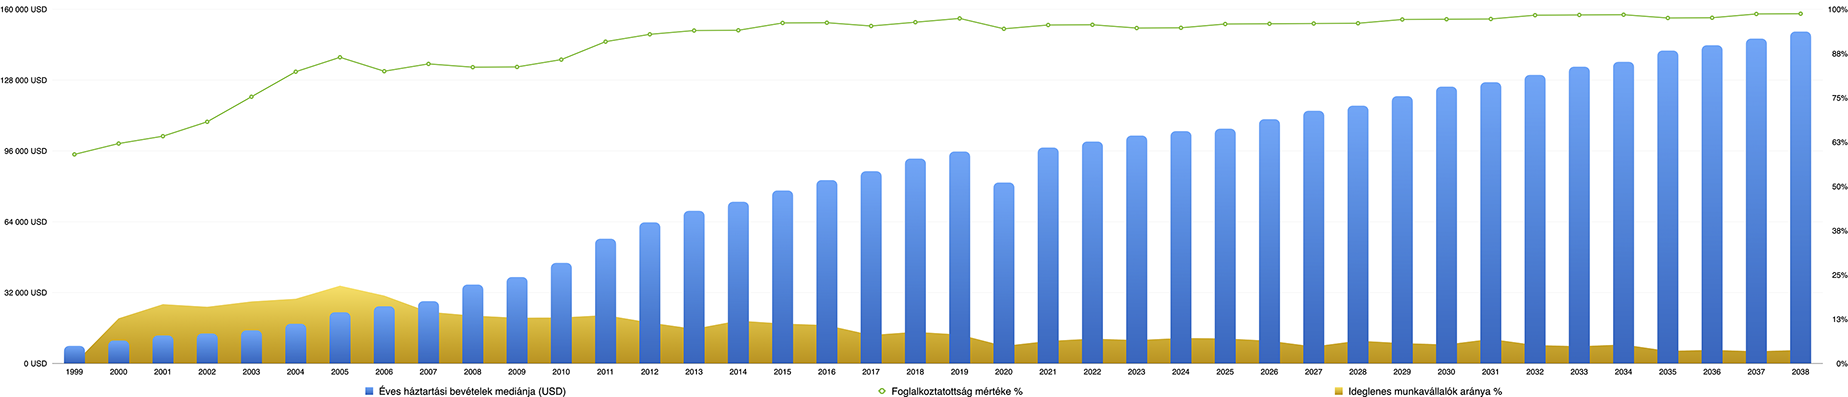 160 000 USD
128 000 USD
96 000 USD
64 000 USD
32 000 USD
0 USD
100%
88%
75%
63%
50%
38%
25%
13%
0%
1999 2000 2001 2002 2003 2004 2005 2006 2007 2008 2009 2010 2011 2012 2013 2014 2015 2016 2017 2018 2019 2020 2021 2022 2023 2024 2025 2026 2027 2028 2029 2030 2031 2032 2033 2034 2035 2036 2037 2038
Éves háztartási bevételek mediánja (USD) Foglalkoztatottság mértéke % Ideglenes munkavállalók aránya %